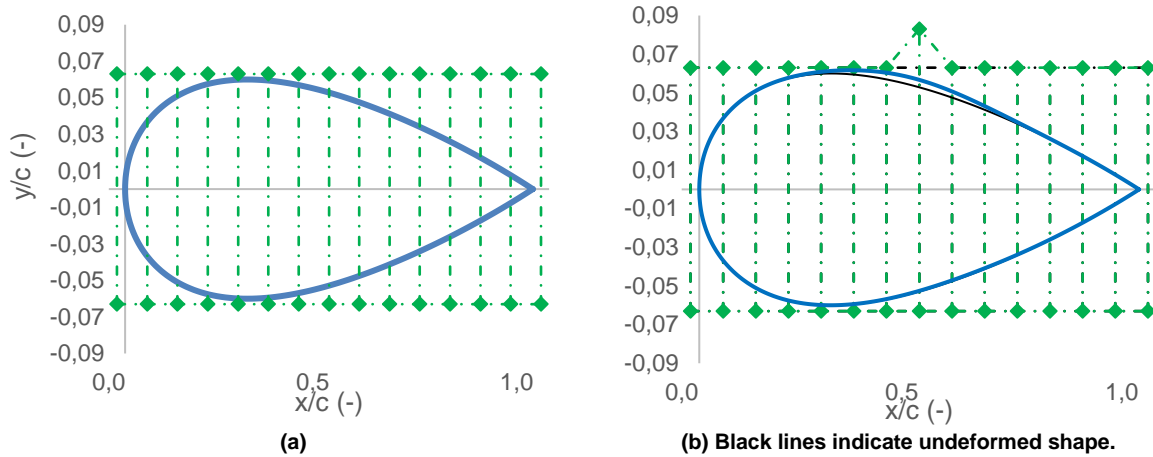 0,09
0,07
0,05
0,03
0,01
-0,01
-0,03
-0,05
-0,07
-0,09
y/c (-)
0,0 0,5 1,0
x/c (-)
(a)
0,09
0,07
0,05
0,03
0,01
-0,01
-0,03
-0,05
-0,07
-0,09
0,0 0,5 1,0
x/c (-)
(b) Black lines indicate undeformed shape.